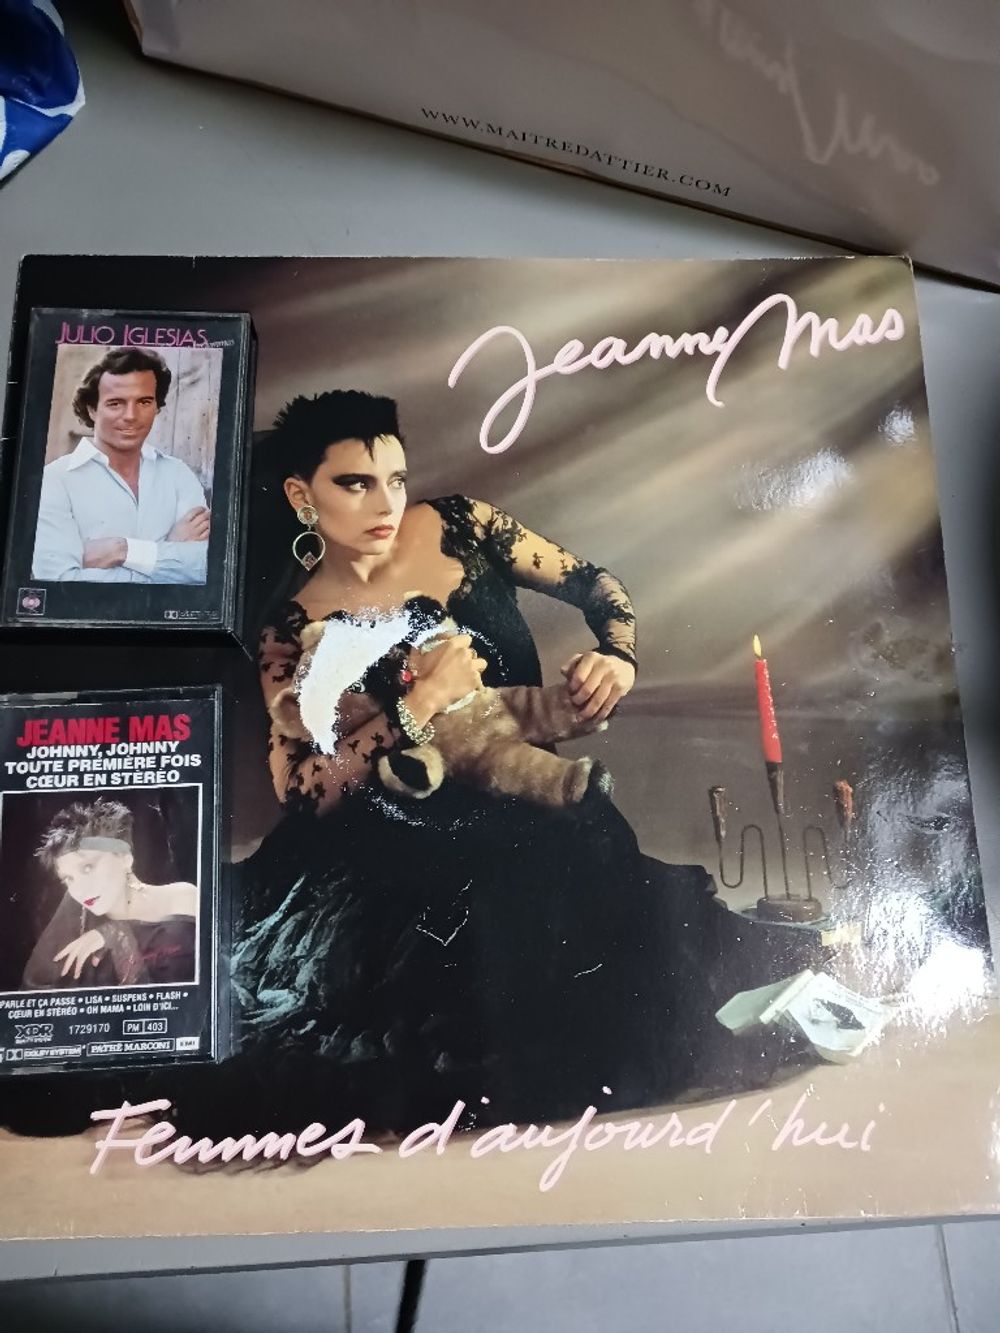 WWW.MAITREDATTIER.COM
Jeanne Mas
JULIO IGLESIAS
JEANNE MAS
JOHNNY, JOHNNY
TOUTE PREMIÈRE FOIS
CŒUR EN STÉRÉO
PARLE ET ÇA PASSE • LISA • SUSPENS • FLASH •
CŒUR EN STÉRÉO • OH MAMA • LOIN D'ICI...
XDR 1729170 PM 403
DOLBY SYSTEM PATHÉ MARCONI EMI
Femmes d'aujourd'hui